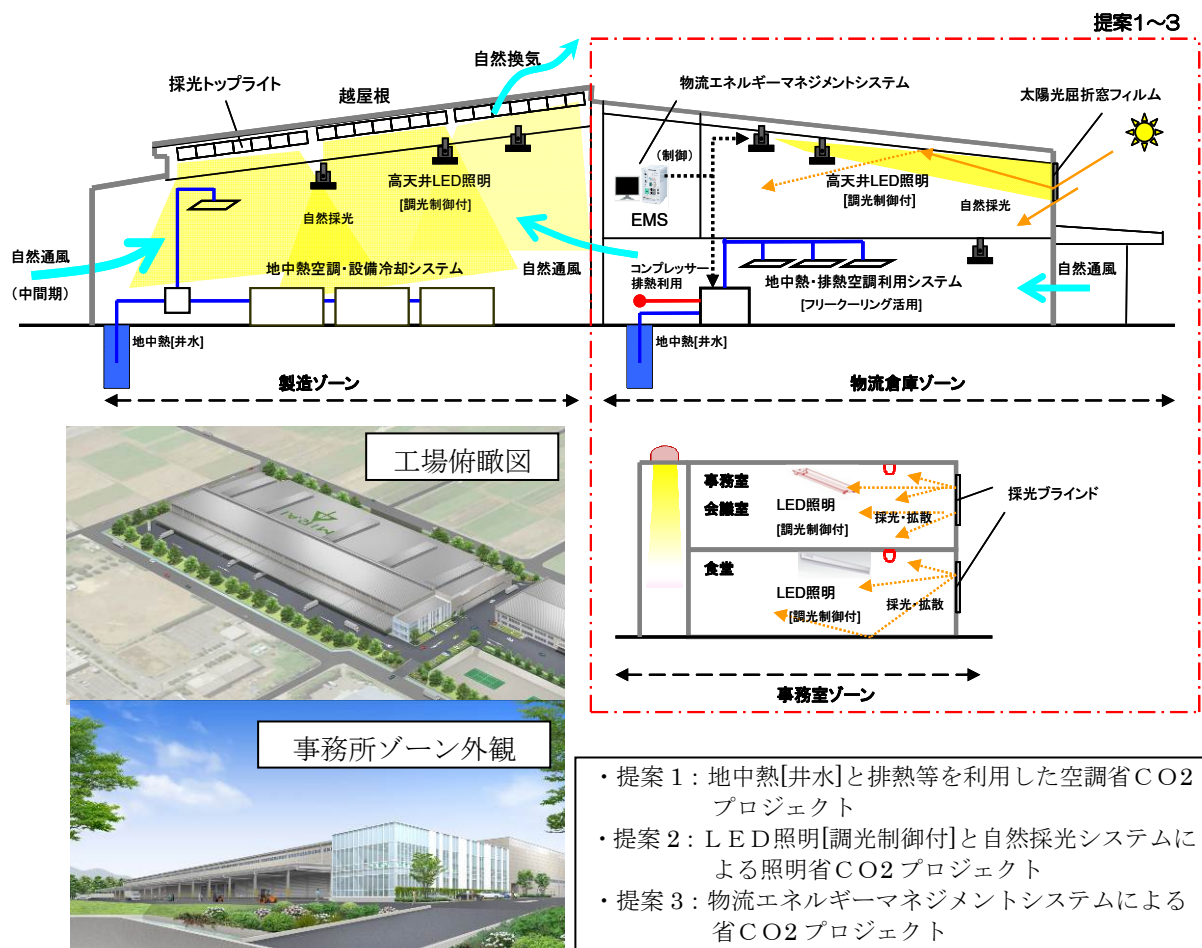 提案1~3
自然換気
採光トップライト
越屋根
物流エネルギーマネジメントシステム
太陽光屈折窓フィルム
(制御)
高天井LED照明
[調光制御付]
自然採光
EMS
高天井LED照明
[調光制御付]
自然採光
自然通風
(中間期)
地中熱空調・設備冷却システム
自然通風
コンプレッサー
排熱利用
地中熱・排熱空調利用システム
[フリークーリング活用]
自然通風
地中熱[井水]
地中熱[井水]
製造ゾーン
物流倉庫ゾーン
工場俯瞰図
MIRAI
事務室
会議室
LED照明
[調光制御付]
採光・拡散
採光ブラインド
食堂
LED照明
[調光制御付]
採光・拡散
事務室ゾーン
事務所ゾーン外観
・提案1:地中熱[井水]と排熱等を利用した空調省CO2
プロジェクト
・提案2:LED照明[調光制御付]と自然採光システムに
よる照明省CO2プロジェクト
・提案3:物流エネルギーマネジメントシステムによる
省CO2プロジェクト